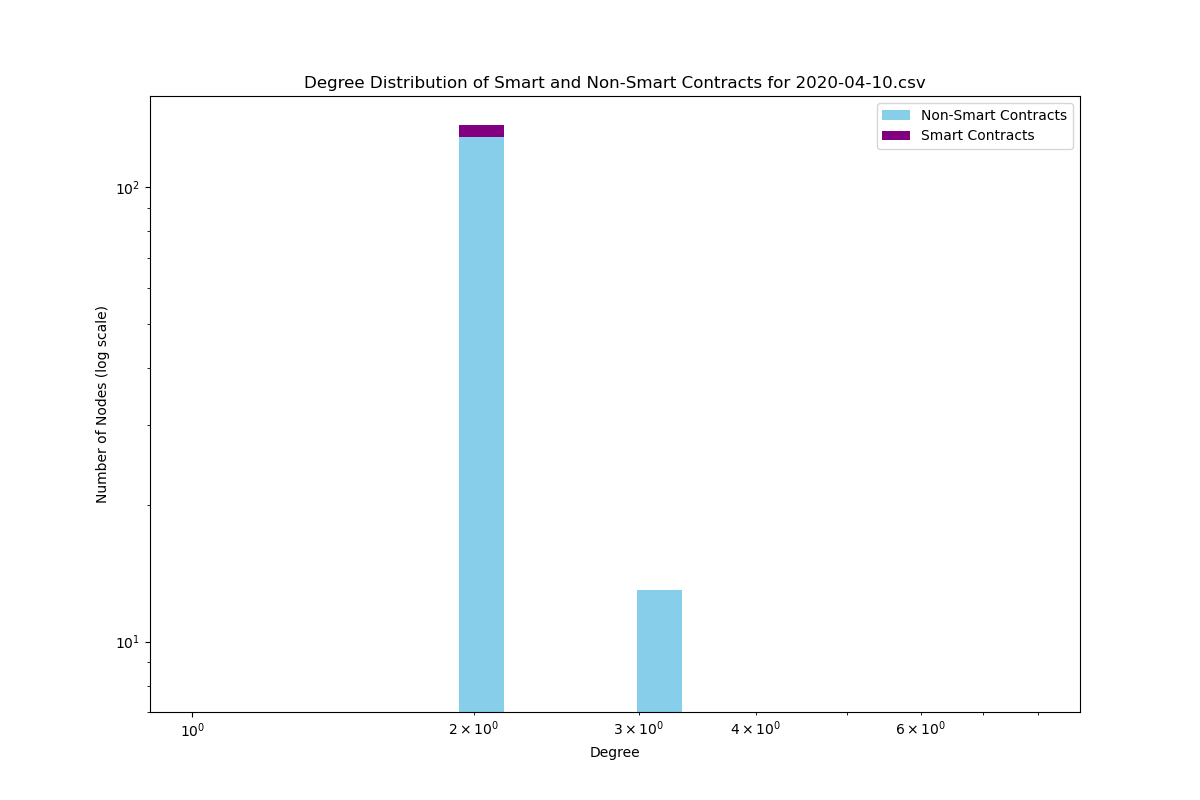 Degree Distribution of Smart and Non-Smart Contracts for 2020-04-10.csv
Non-Smart Contracts
Smart Contracts
Number of Nodes (log scale)
10²
10¹
10⁰
2 × 10⁰
3 × 10⁰
4 × 10⁰
6 × 10⁰
Degree